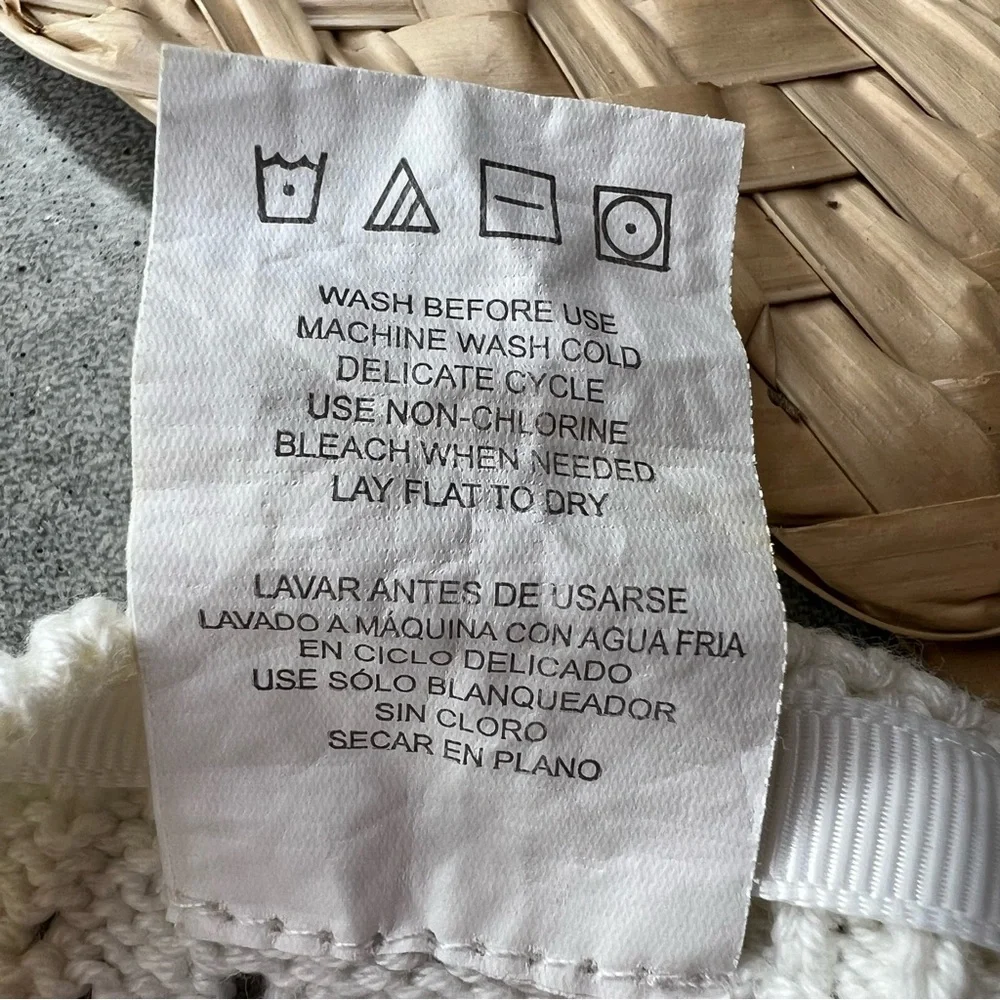 WASH BEFORE USE
MACHINE WASH COLD
DELICATE CYCLE
USE NON-CHLORINE
BLEACH WHEN NEEDED
LAY FLAT TO DRY
LAVAR ANTES DE USARSE
LAVADO A MÁQUINA CON AGUA FRIA
EN CICLO DELICADO
USE SÓLO BLANQUEADOR
SIN CLORO
SECAR EN PLANO